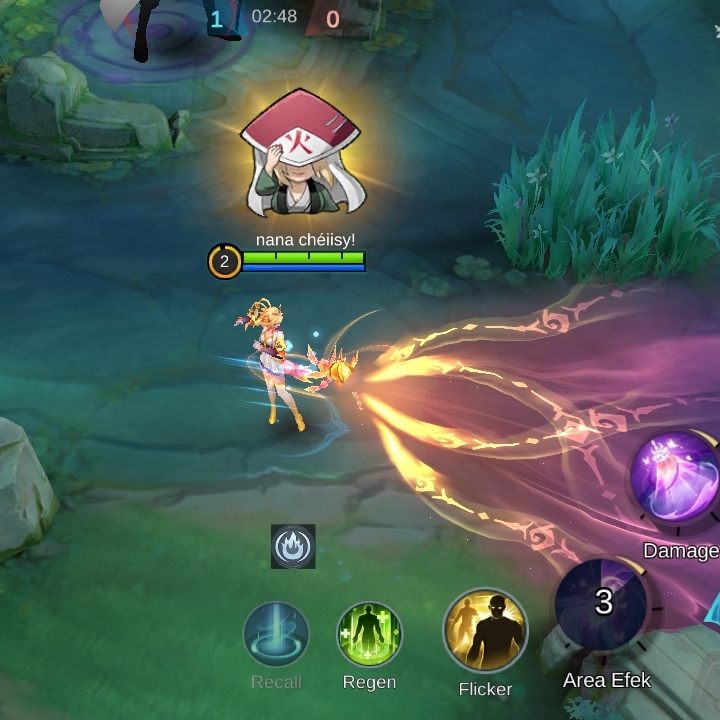 1 02:48 0
火
nana chéiisy!
2
3
Damage
Recall
Regen
Flicker
Area Efek